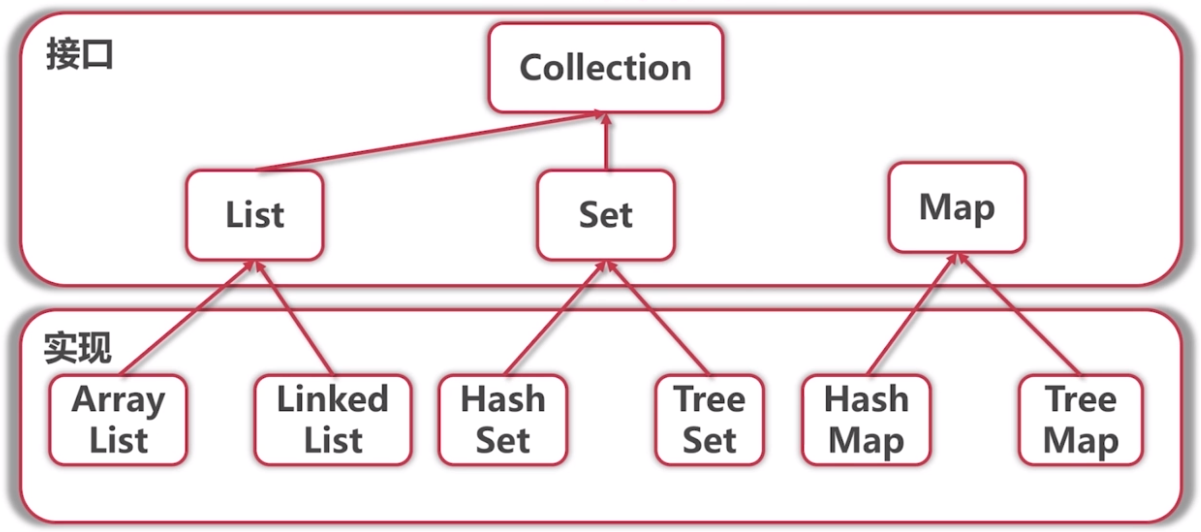 接口
Collection
List
Set
Map
实现
Array
List
Linked
List
Hash
Set
Tree
Set
Hash
Map
Tree
Map